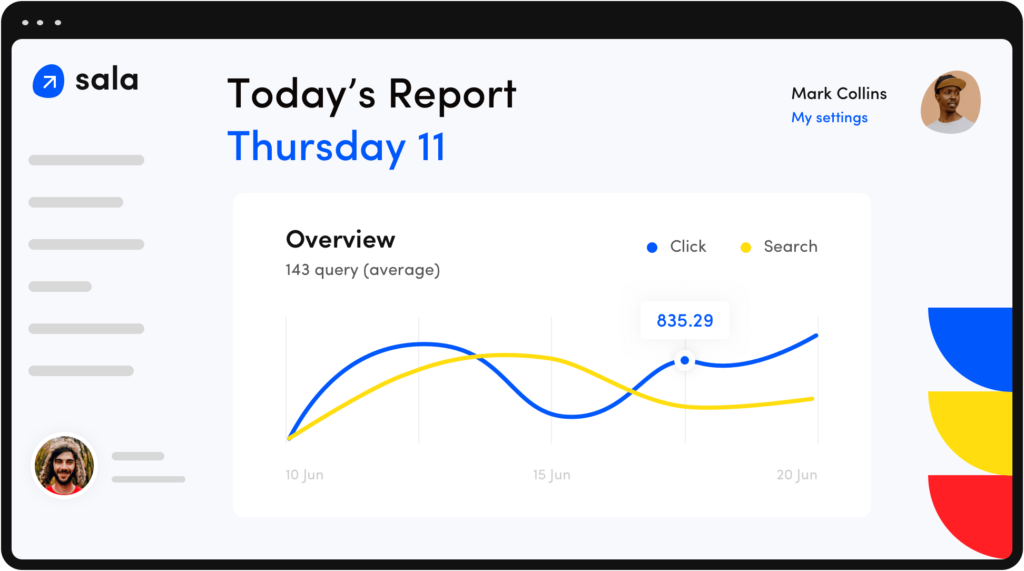 sala
Today’s Report
Thursday 11
Mark Collins
My settings
Overview
143 query (average)
Click
Search
835.29
10 Jun
15 Jun
20 Jun